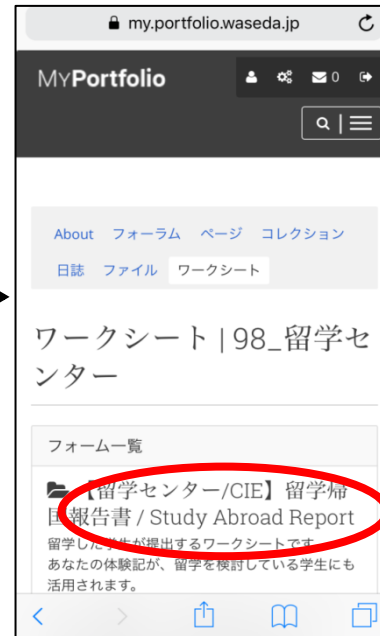 my.portfolio.waseda.jp
MYPortfolio
0
About フォーラム ページ コレクション
日誌 ファイル ワークシート
ワークシート | 98_留学セ
ンター
フォーム一覧
【留学センター/CIE】留学帰
国報告書 / Study Abroad Report
留学した学生が提出するワークシートです。
あなたの体験記が、留学を検討している学生にも
活用されます。